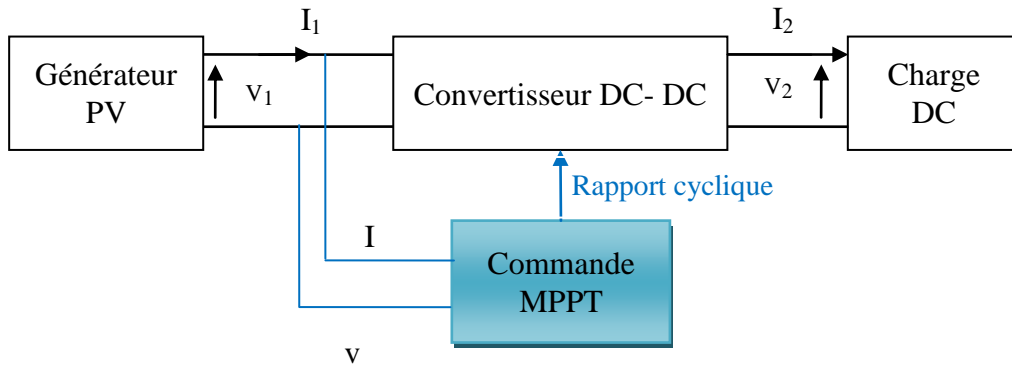 I₁
I₂
Générateur
PV
V₁
Convertisseur DC- DC
V₂
Charge
DC
Rapport cyclique
I
Commande
MPPT
v